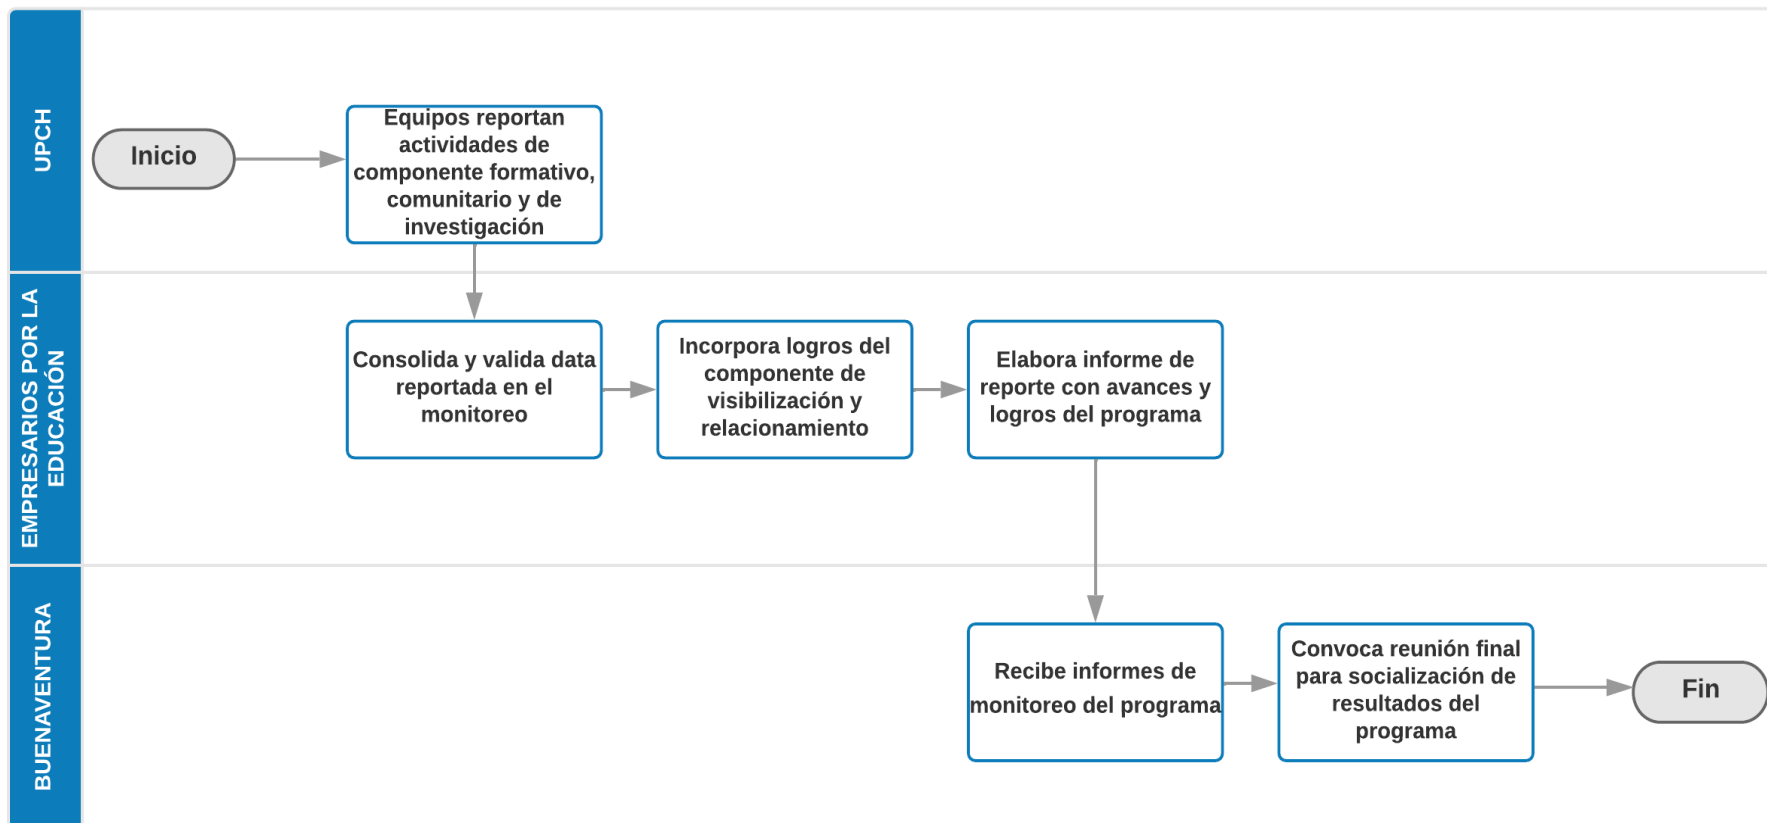 UPCH
Inicio
Equipos reportan
actividades de
componente formativo,
comunitario y de
investigación
EMPRESARIOS POR LA
EDUCACIÓN
Consolida y valida data
reportada en el
monitoreo
Incorpora logros del
componente de
visibilización y
relacionamiento
Elabora informe de
reporte con avances y
logros del programa
BUENAVENTURA
Recibe informes de
monitoreo del programa
Convoca reunión final
para socialización de
resultados del
programa
Fin